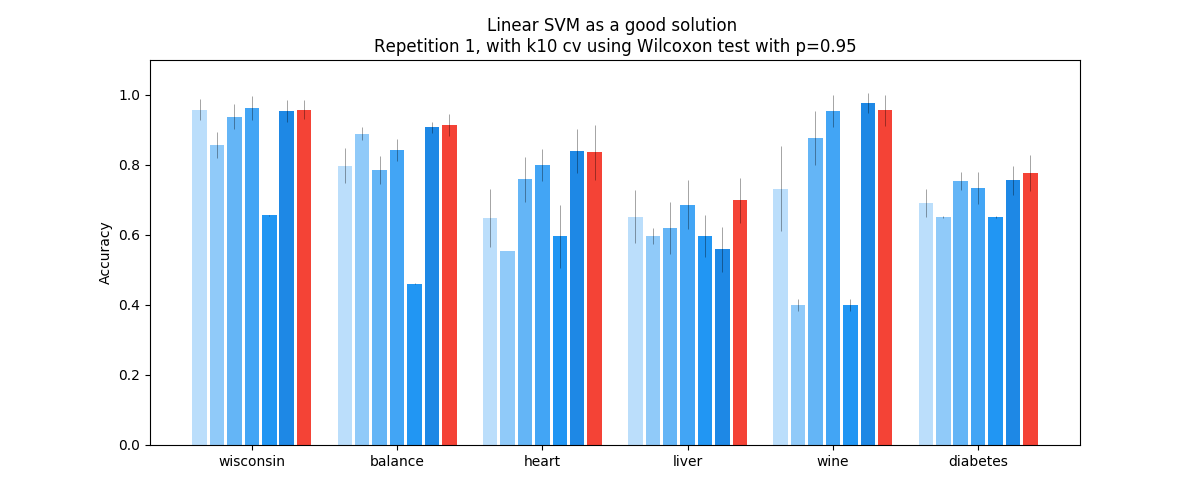 Linear SVM as a good solution
Repetition 1, with k10 cv using Wilcoxon test with p=0.95
1.0
0.8
0.6
0.4
0.2
0.0
Accuracy
wisconsin
balance
heart
liver
wine
diabetes